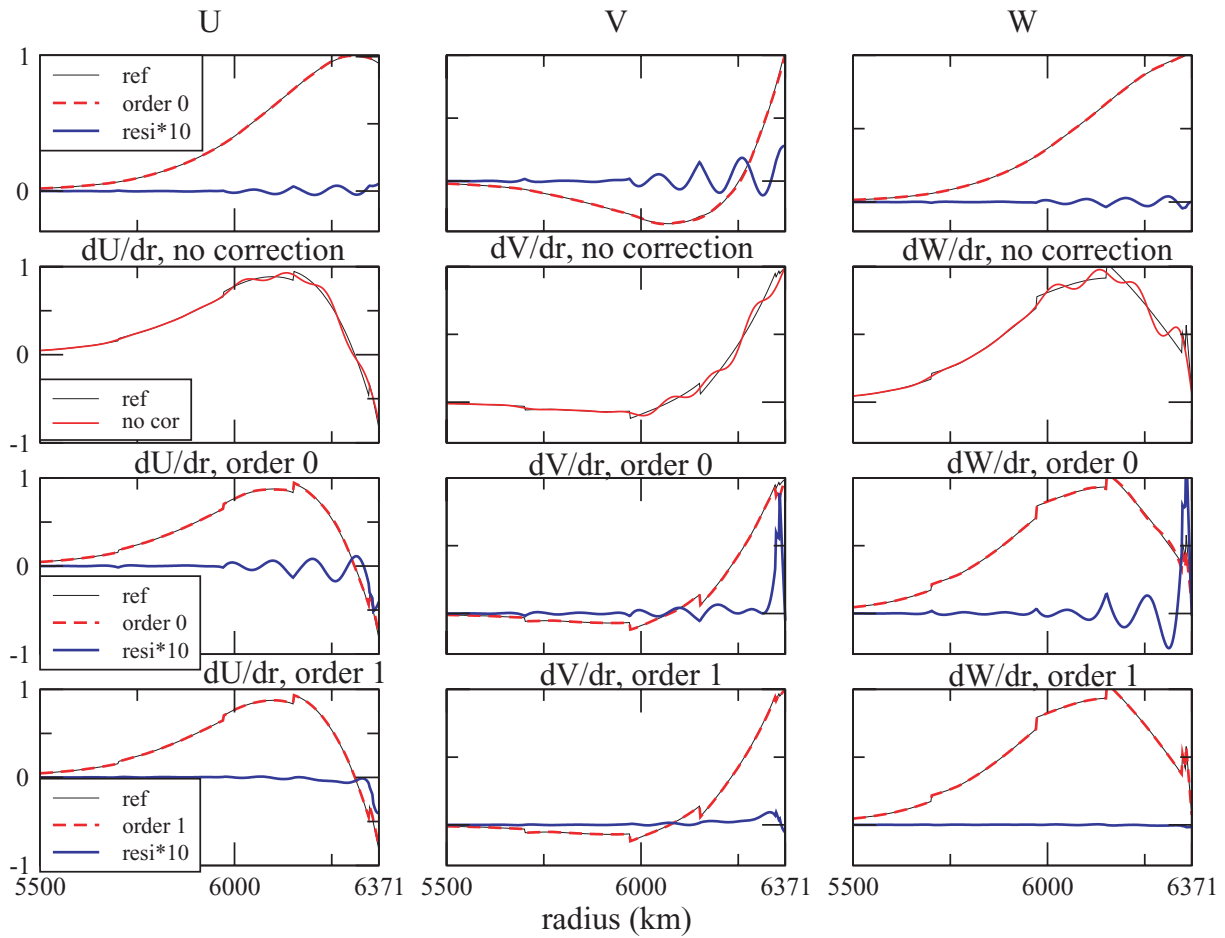 U V W
1
ref
order 0
resi*10
0
dU/dr, no correction dV/dr, no correction dW/dr, no correction
1
0
ref
no cor
-1
dU/dr, order 0 dV/dr, order 0 dW/dr, order 0
1
0
ref
order 0
resi*10
-1
dU/dr, order 1 dV/dr, order 1 dW/dr, order 1
1
0
ref
order 1
resi*10
-1
5500 6000 6371 5500 6000 6371 5500 6000 6371
radius (km)